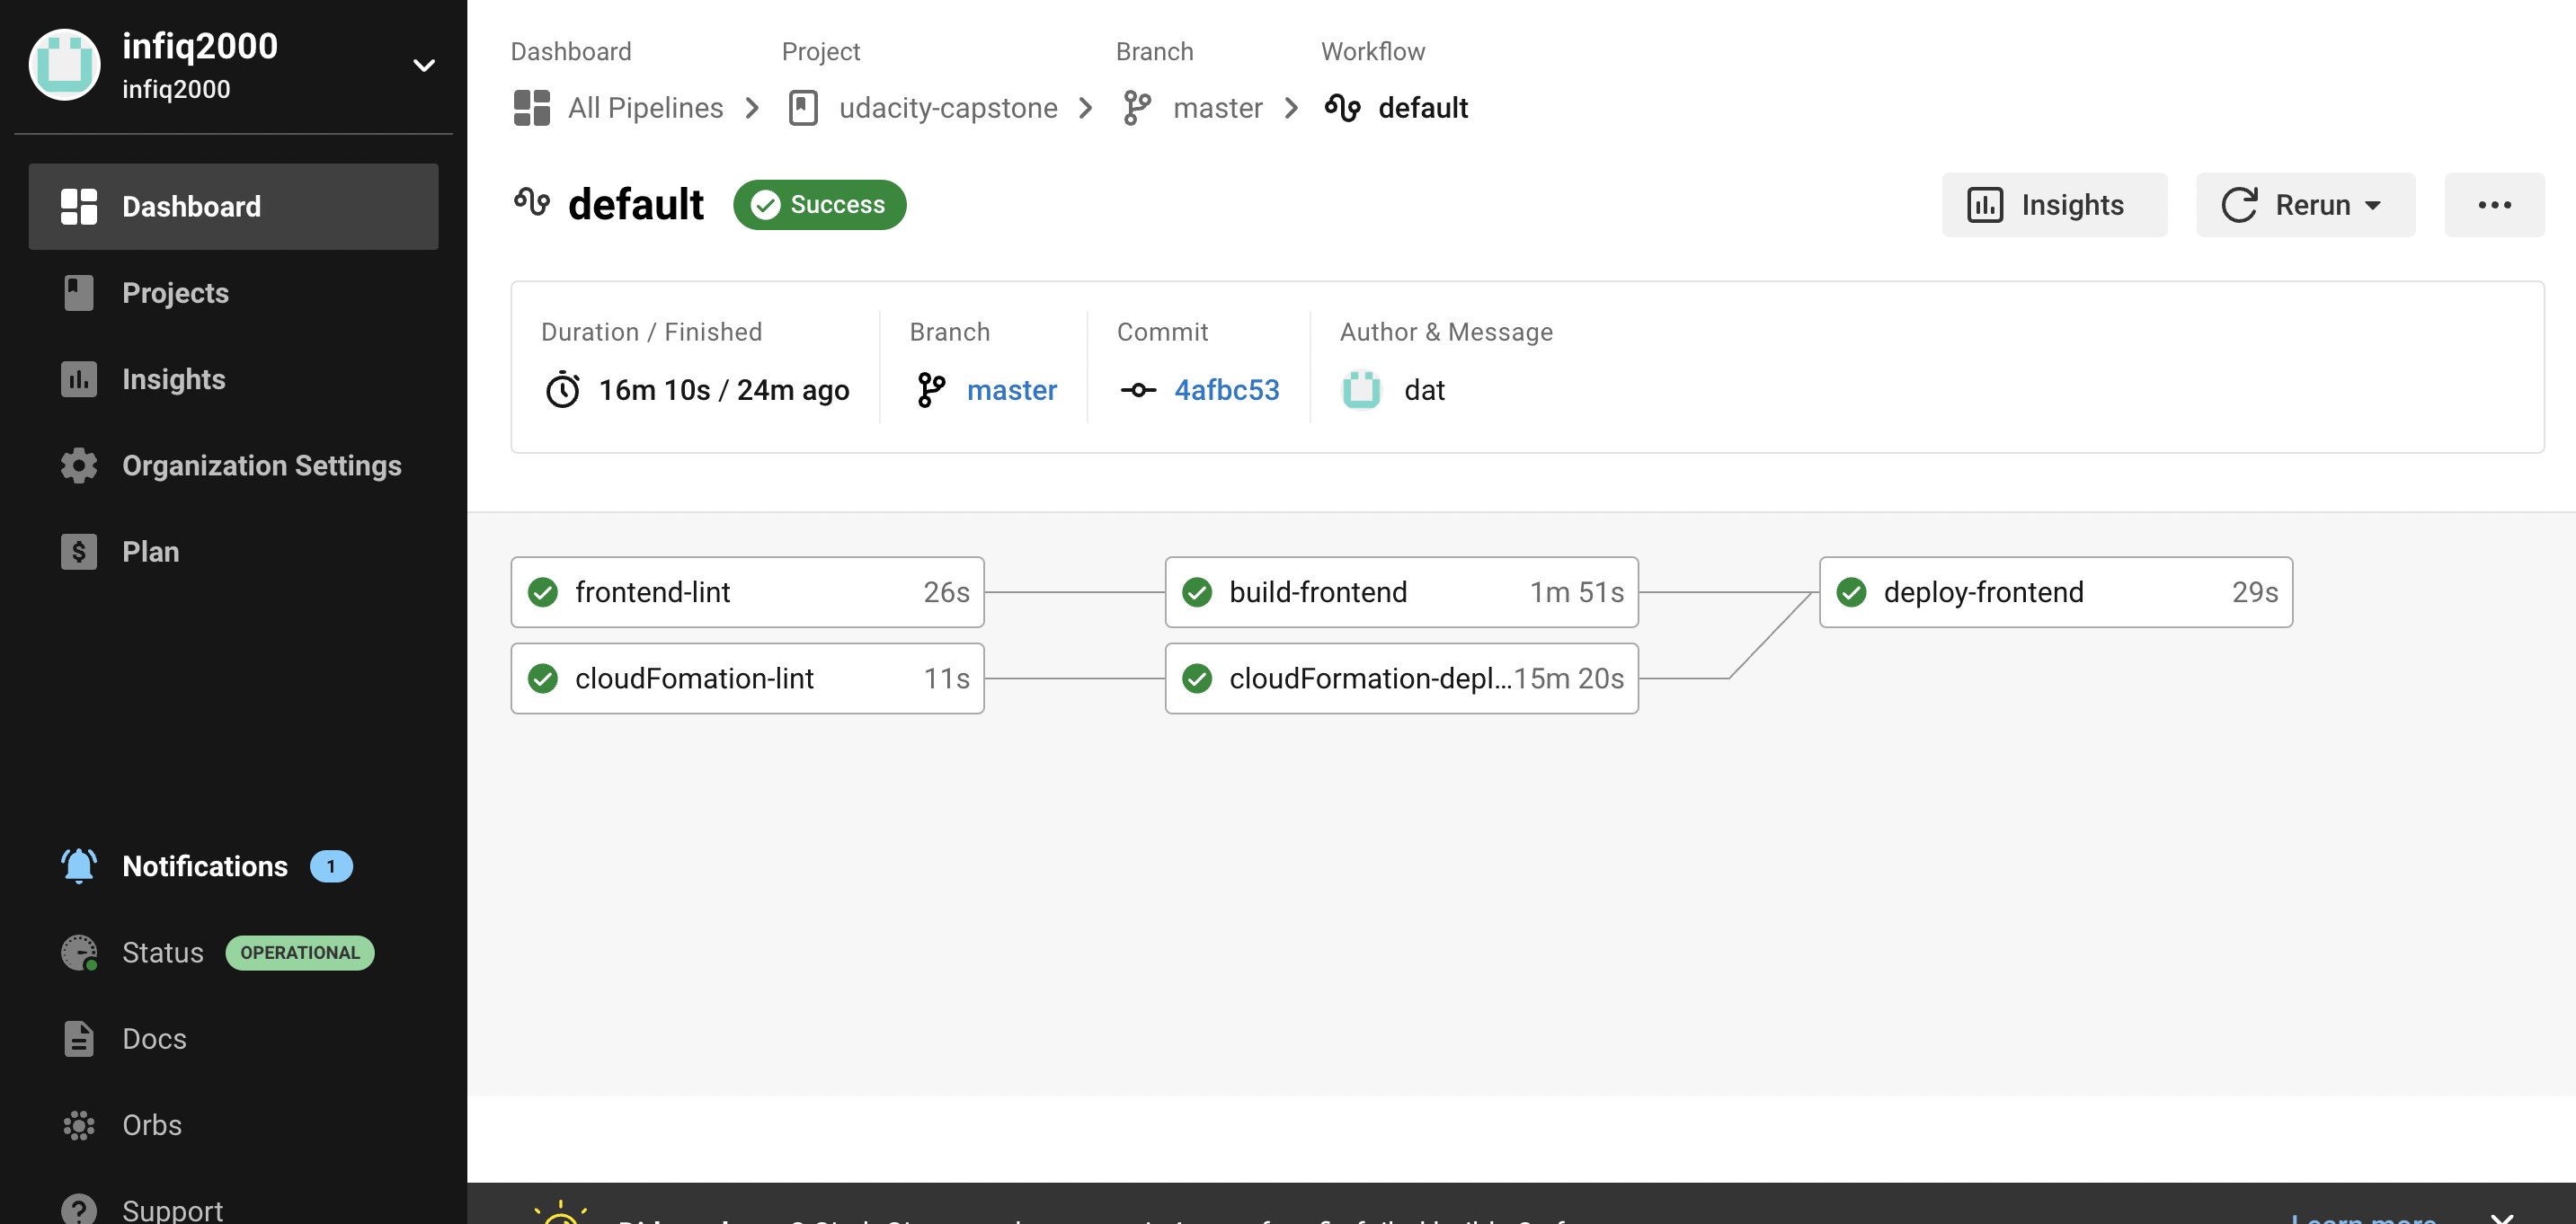 infiq2000
infiq2000
Dashboard
Projects
Insights
Organization Settings
Plan
Notifications 1
Status OPERATIONAL
Docs
Orbs
Support
Dashboard Project Branch Workflow
All Pipelines udacity-capstone master default
default Success
Insights Rerun
Duration / Finished Branch Commit Author & Message
16m 10s / 24m ago master 4afbc53 dat
frontend-lint 26s build-frontend 1m 51s deploy-frontend 29s
cloudFomation-lint 11s cloudFormation-depl...15m 20s
Learn more